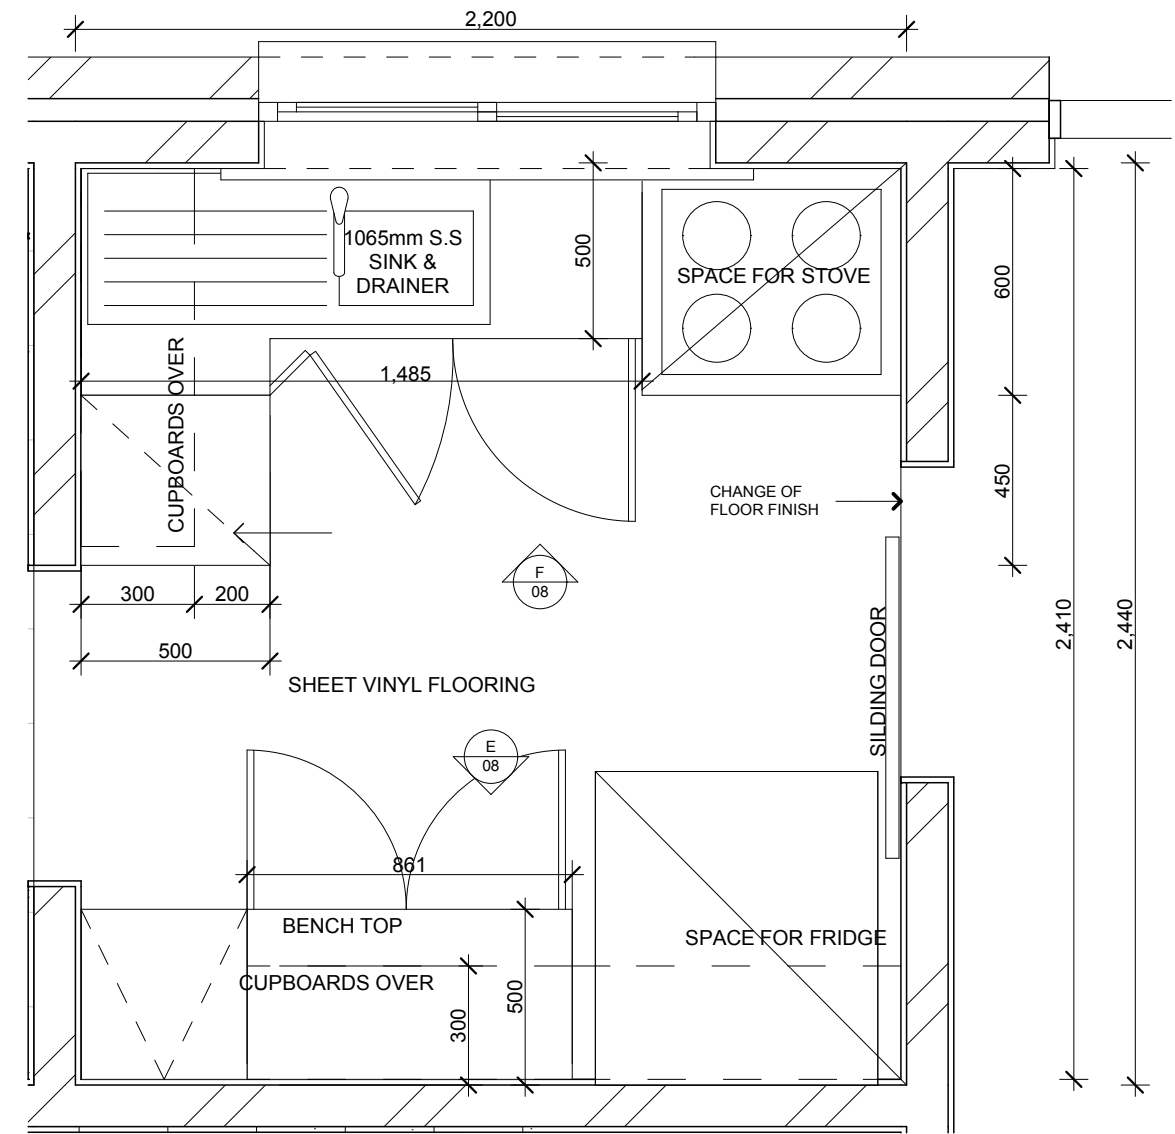 2,200
1065mm S.S
SINK &
DRAINER
500
SPACE FOR STOVE
600
CUPBOARDS OVER
1,485
450
CHANGE OF
FLOOR FINISH
F
08
300
200
500
2,410
2,440
SHEET VINYL FLOORING
SILDING DOOR
E
08
861
BENCH TOP
SPACE FOR FRIDGE
CUPBOARDS OVER
500
300